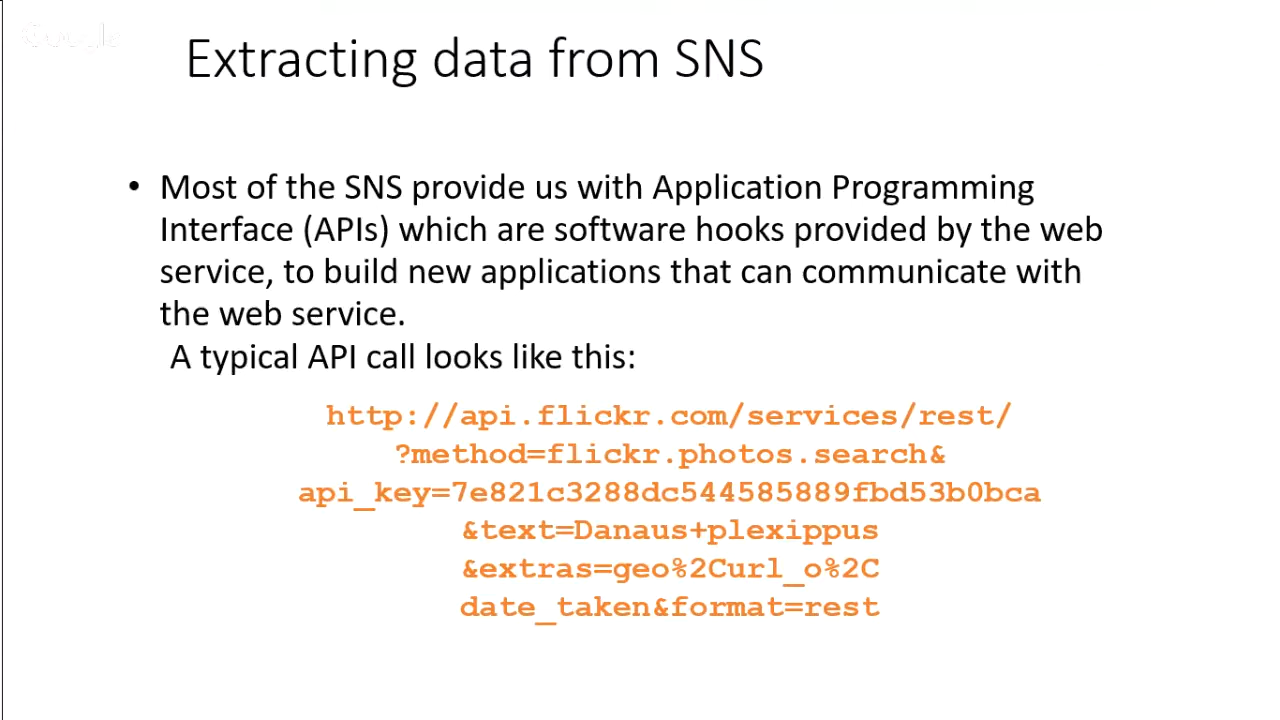 Extracting data from SNS
• Most of the SNS provide us with Application Programming
Interface (APIs) which are software hooks provided by the web
service, to build new applications that can communicate with
the web service.
A typical API call looks like this:
http://api.flickr.com/services/rest/
?method=flickr.photos.search&
api_key=7e821c3288dc544585889fbd53b0bca
&text=Danaus+plexippus
&extras=geo%2Curl_o%2C
date_taken&format=rest